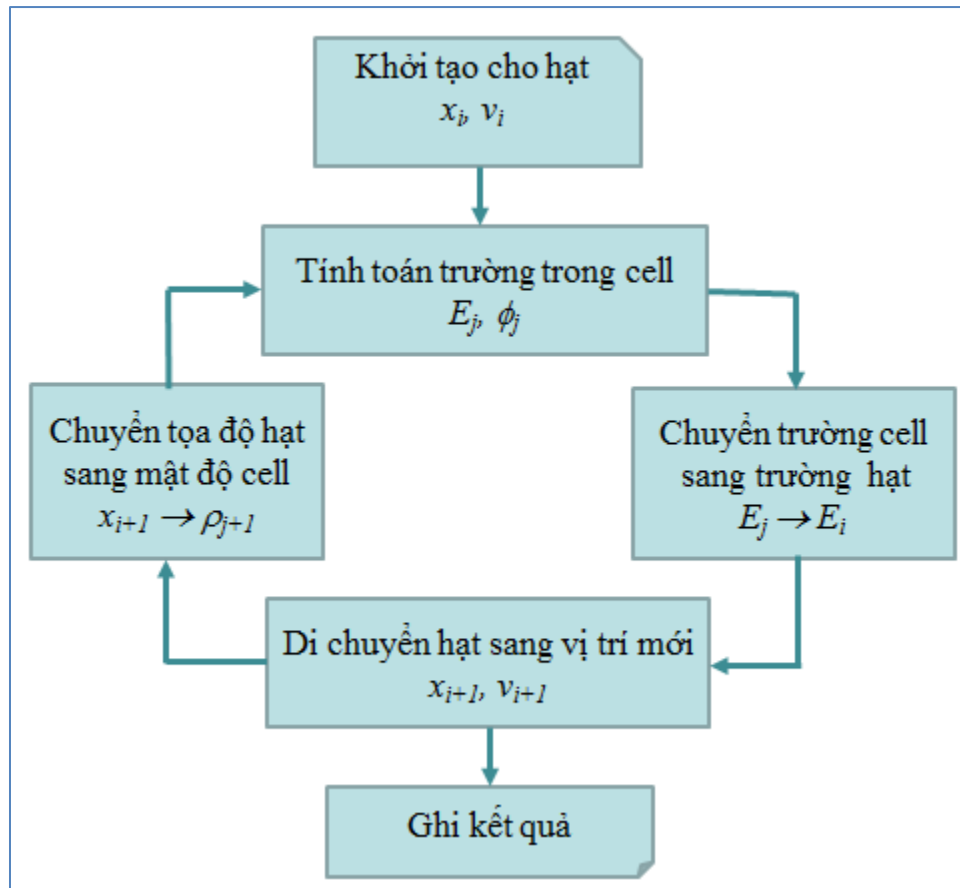 Khởi tạo cho hạt
xᵢ, vᵢ
Tính toán trường trong cell
Eⱼ, ϕⱼ
Chuyển tọa độ hạt
sang mật độ cell
xᵢ₊₁ → ρⱼ₊₁
Chuyển trường cell
sang trường hạt
Eⱼ → Eᵢ
Di chuyển hạt sang vị trí mới
xᵢ₊₁, vᵢ₊₁
Ghi kết quả